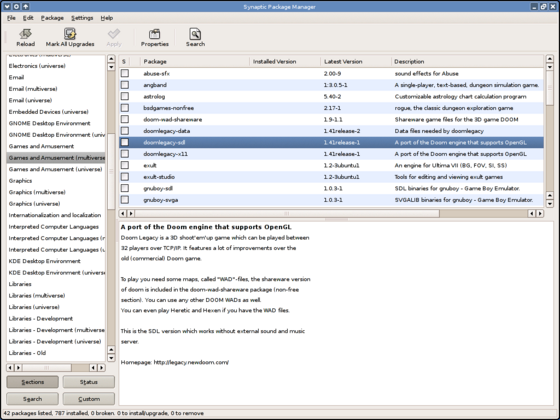 Synaptic Package Manager
File Edit Package Settings Help
Reload Mark All Upgrades Apply Properties Search
Electronics (universe)
Email
Email (multiverse)
Email (universe)
Embedded Devices (universe)
GNOME Desktop Environment
GNOME Desktop Environment
Games and Amusement
Games and Amusement (multiverse
Games and Amusement (universe)
Graphics
Graphics (multiverse)
Graphics (universe)
Internationalization and localization
Interpreted Computer Languages
Interpreted Computer Languages (
Interpreted Computer Languages (
KDE Desktop Environment
KDE Desktop Environment (universe)
Libraries
Libraries (multiverse)
Libraries (universe)
Libraries - Development
Libraries - Development (multiverse
Libraries - Development (universe)
Libraries - Old
Sections Status
Search Custom
S Package Installed Version Latest Version Description
abuse-sfx 2.00-9 sound effects for Abuse
angband 1:3.0.5-1 A single-player, text-based, dungeon simulation game.
astrolog 5.40-2 Customizable astrology chart calculation program
bsdgames-nonfree 2.17-1 rogue, the classic dungeon exploration game
doom-wad-shareware 1.9-1.1 Shareware game files for the 3D game DOOM
doomlegacy-data 1.41release-2 Data files needed by doomlegacy
doomlegacy-sdl 1.41release-1 A port of the Doom engine that supports OpenGL
doomlegacy-x11 1.41release-1 A port of the Doom engine that supports OpenGL
exult 1.2-3ubuntu1 An engine for Ultima VII (BG, FOV, SI, SS)
exult-studio 1.2-3ubuntu1 Tools for editing and viewing exult games
gnuboy-sdl 1.0.3-1 SDL binaries for gnuboy - Game Boy Emulator.
gnuboy-svga 1.0.3-1 SVGALIB binaries for gnuboy - Game Boy Emulator.
A port of the Doom engine that supports OpenGL
Doom Legacy is a 3D shoot'em'up game which can be played between
32 players over TCP/IP. It features a lot of improvements over the
old (commercial) Doom game.
To play you need some maps, called "WAD"-files, the shareware version
of doom is included in the doom-wad-shareware package (non-free
section). You can use any other DOOM WADs as well.
You can even play Heretic and Hexen if you have the WAD files.
This is the SDL version which works without external sound and music
server.
Homepage: http://legacy.newdoom.com/
42 packages listed, 787 installed, 0 broken. 0 to install/upgrade, 0 to remove